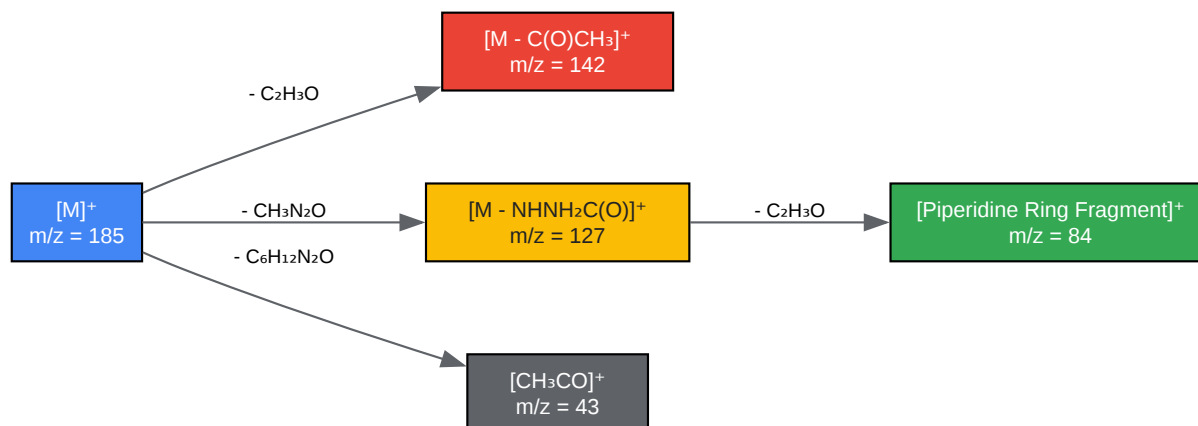 [M - C(O)CH₃]⁺
m/z = 142
- C₂H₃O
[M]⁺
m/z = 185
- CH₃N₂O
[M - NHNH₂C(O)]⁺
m/z = 127
- C₂H₃O
[Piperidine Ring Fragment]⁺
m/z = 84
- C₆H₁₂N₂O
[CH₃CO]⁺
m/z = 43